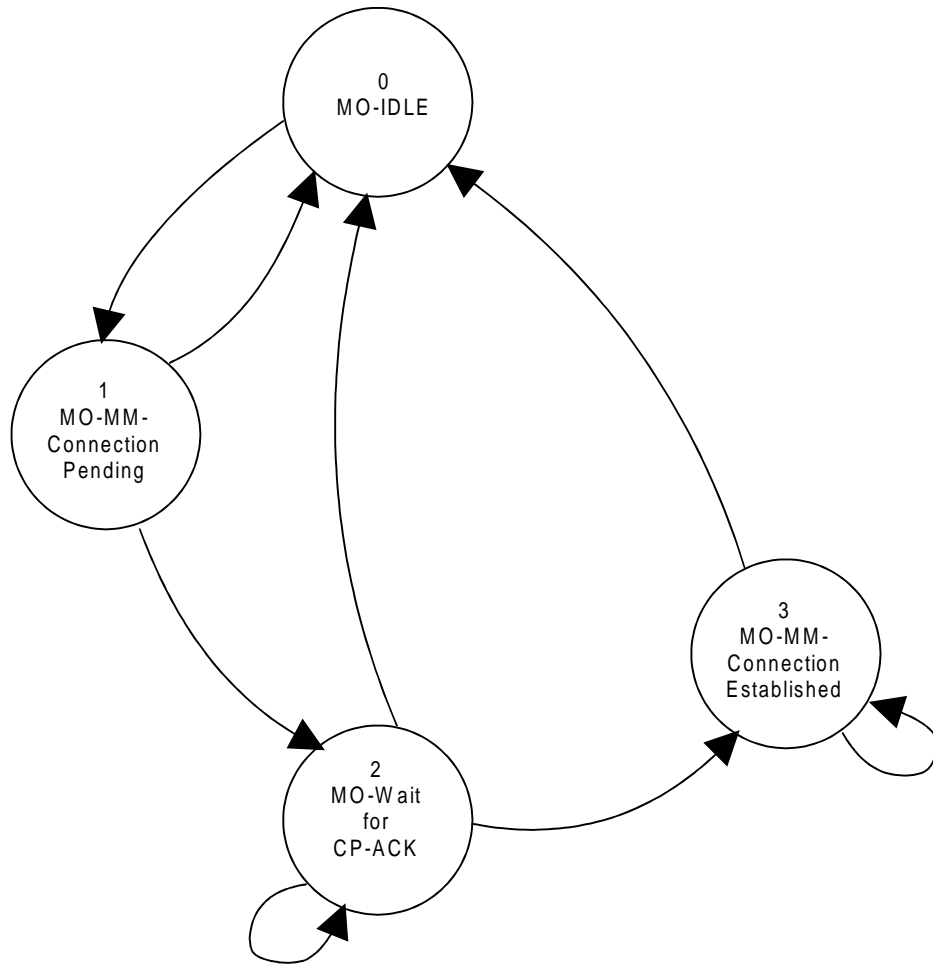 0
MO-IDLE
1
MO-MM-
Connection
Pending
2
MO-Wait
for
CP-ACK
3
MO-MM-
Connection
Established